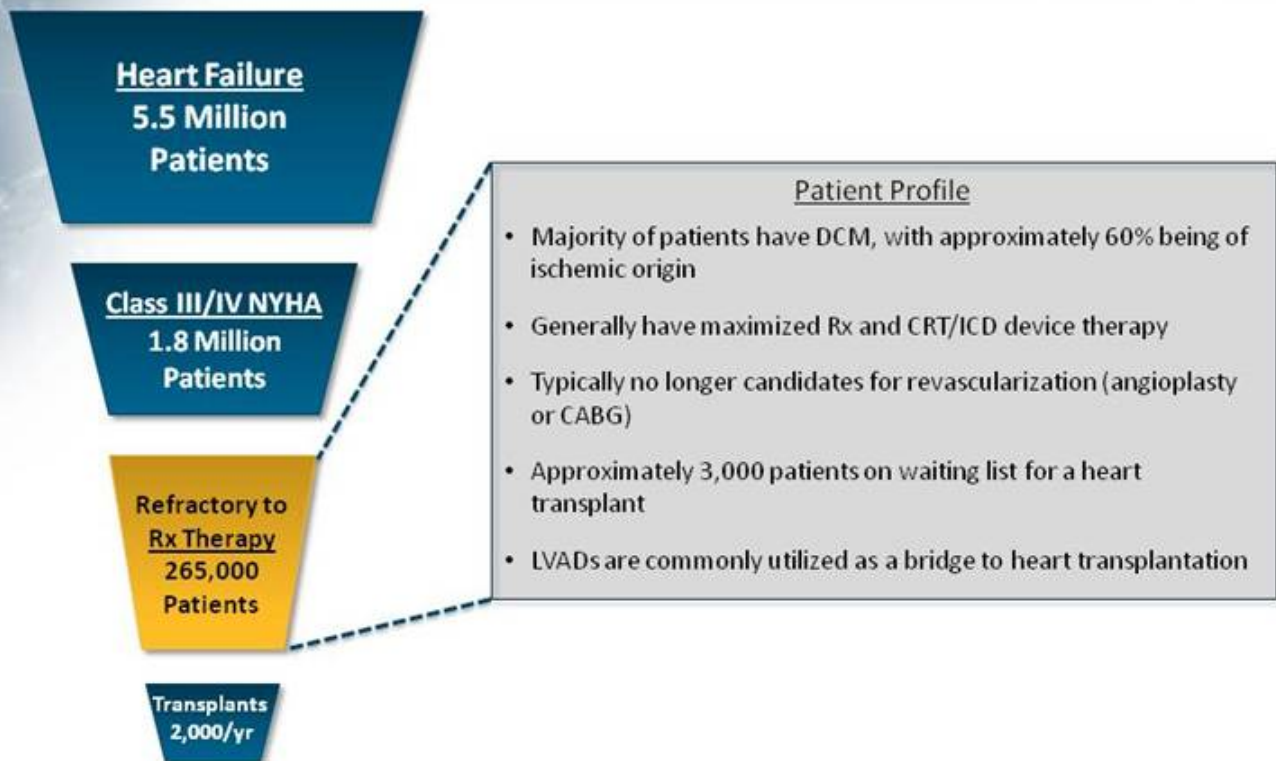 Heart Failure
5.5 Million
Patients
Class III/IV NYHA
1.8 Million
Patients
Refractory to
Rx Therapy
265,000
Patients
Transplants
2,000/yr
Patient Profile
• Majority of patients have DCM, with approximately 60% being of
ischemic origin
• Generally have maximized Rx and CRT/ICD device therapy
• Typically no longer candidates for revascularization (angioplasty
or CABG)
• Approximately 3,000 patients on waiting list for a heart
transplant
• LVADs are commonly utilized as a bridge to heart transplantation